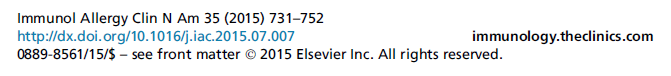 Immunol Allergy Clin N Am 35 (2015) 731–752
http://dx.doi.org/10.1016/j.iac.2015.07.007 immunology.theclinics.com
0889-8561/15/$ – see front matter © 2015 Elsevier Inc. All rights reserved.